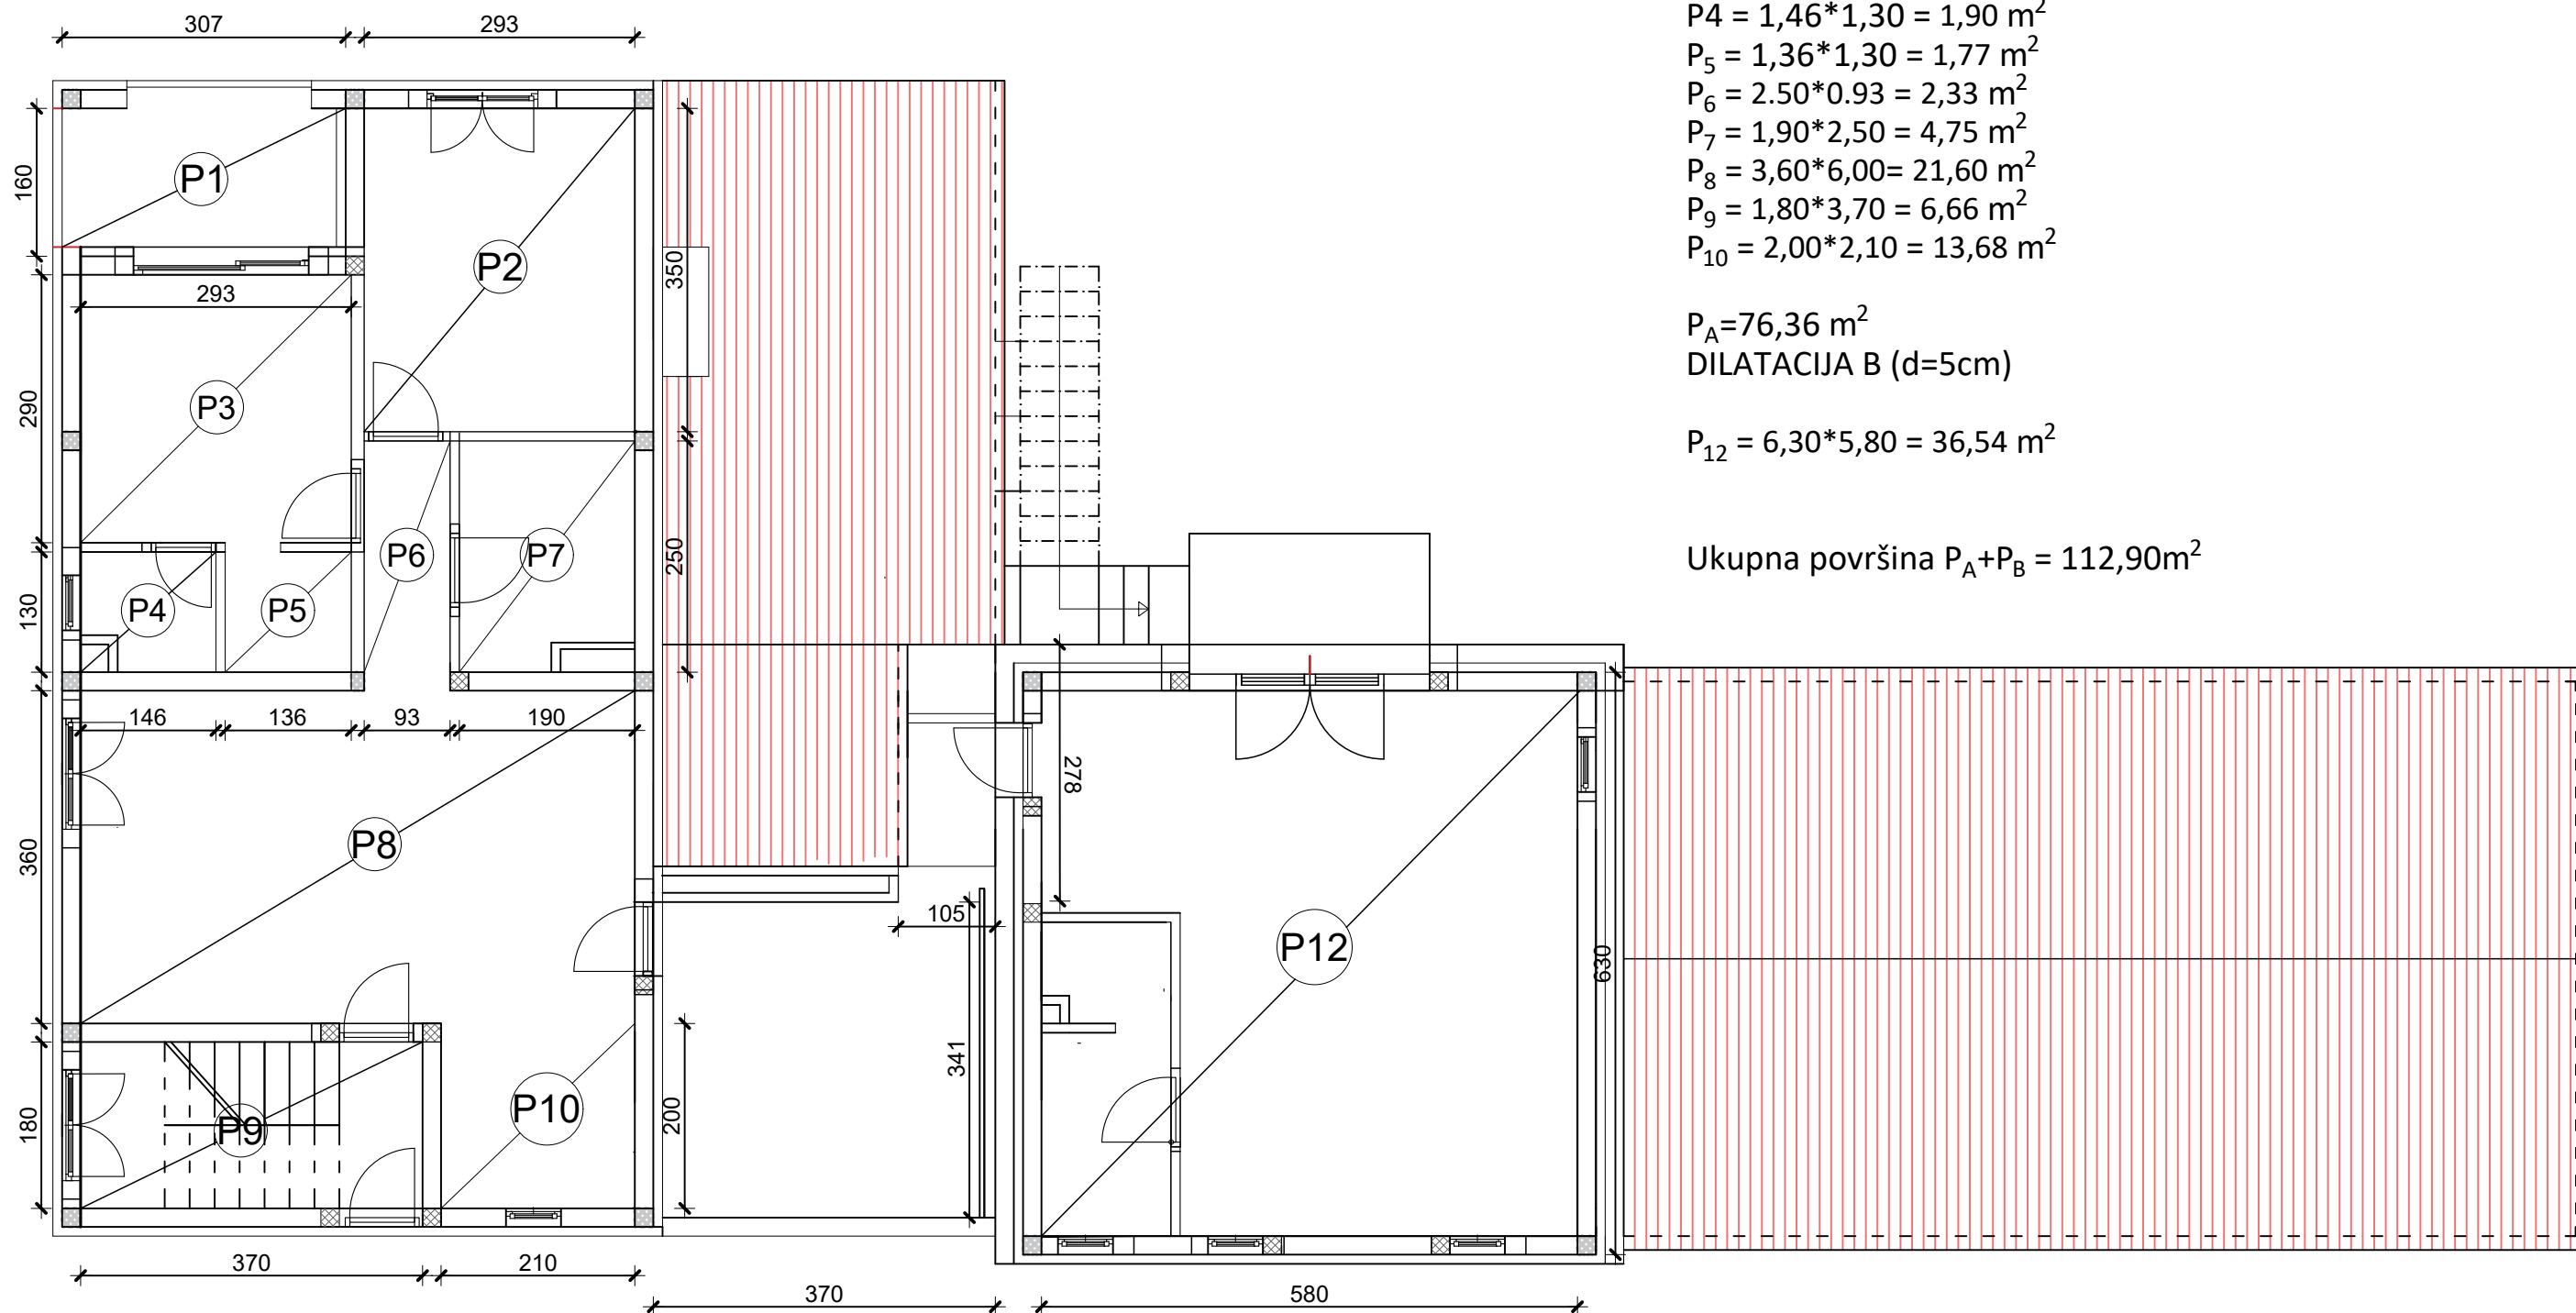 307
293
P4 = 1,46*1,30 = 1,90 m²
P₅ = 1,36*1,30 = 1,77 m²
P₆ = 2.50*0.93 = 2,33 m²
P₇ = 1,90*2,50 = 4,75 m²
P₈ = 3,60*6,00= 21,60 m²
P₉ = 1,80*3,70 = 6,66 m²
P₁₀ = 2,00*2,10 = 13,68 m²
P_A=76,36 m²
DILATACIJA B (d=5cm)
P₁₂ = 6,30*5,80 = 36,54 m²
Ukupna površina P_A+P_B = 112,90m²
160
P1
P2
350
293
290
P3
P6
P7
250
130
P4
P5
146
136
93
190
278
360
P8
105
P12
630
341
180
P9
P10
200
370
210
370
580